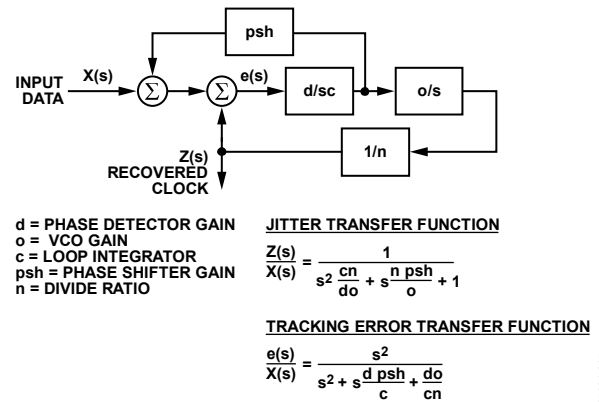 psh
INPUT DATA
X(s)
Σ
Σ
e(s)
d/sc
o/s
1/n
Z(s)
RECOVERED
CLOCK
d = PHASE DETECTOR GAIN
o = VCO GAIN
c = LOOP INTEGRATOR
psh = PHASE SHIFTER GAIN
n = DIVIDE RATIO
JITTER TRANSFER FUNCTION
Z(s)/X(s) = 1/(s² cn/do + s n psh/o + 1)
TRACKING ERROR TRANSFER FUNCTION
e(s)/X(s) = s²/(s² + s d psh/c + do/cn)